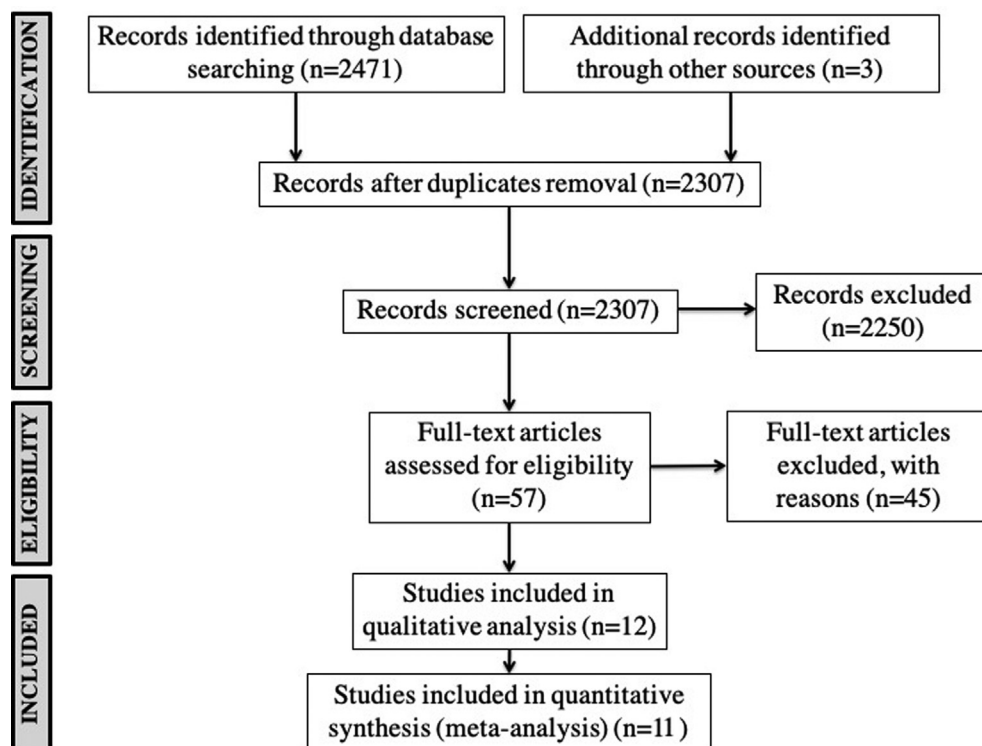 IDENTIFICATION
Records identified through database
searching (n=2471)
Additional records identified
through other sources (n=3)
Records after duplicates removal (n=2307)
SCREENING
Records screened (n=2307)
Records excluded
(n=2250)
ELIGIBILITY
Full-text articles
assessed for eligibility
(n=57)
Full-text articles
excluded, with
reasons (n=45)
INCLUDED
Studies included in
qualitative analysis (n=12)
Studies included in quantitative
synthesis (meta-analysis) (n=11)